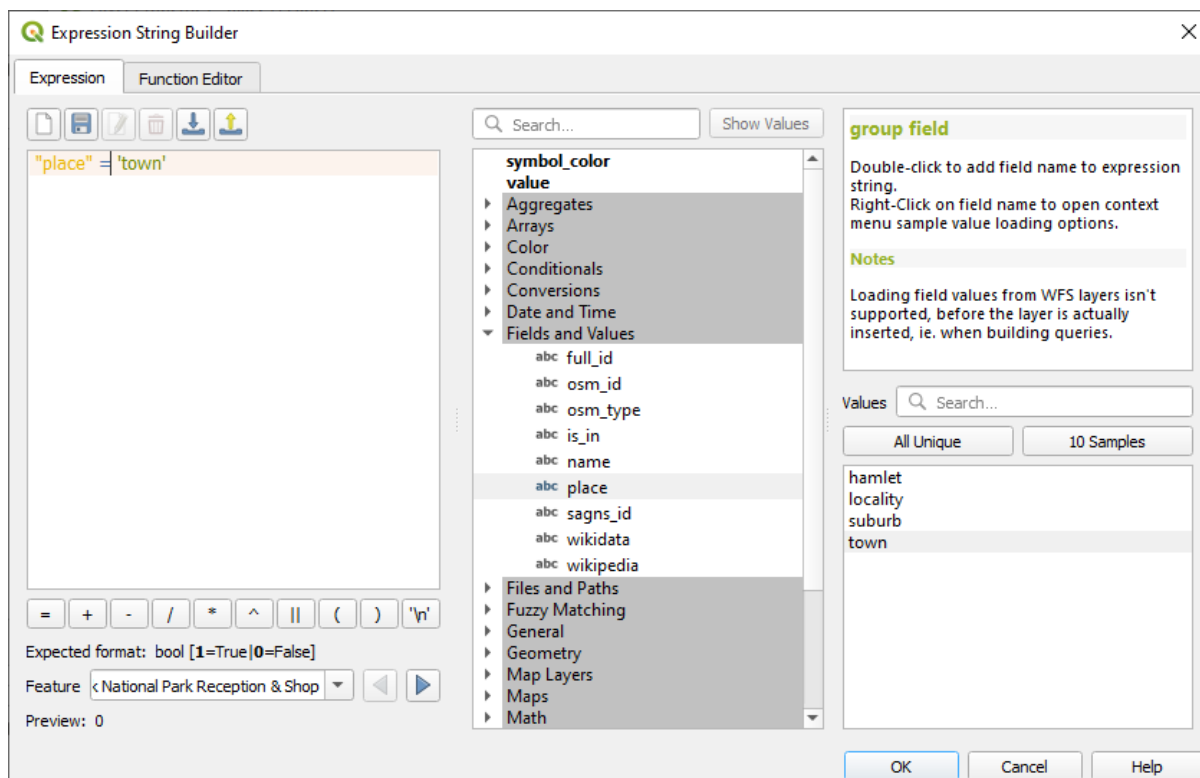 Expression String Builder
Expression
Function Editor
"place" = 'town'
= + - / * ^ || ( ) '\n'
Expected format: bool [1=True|0=False]
Feature
National Park Reception & Shop
Preview: 0
Search...
Show Values
symbol_color
value
Aggregates
Arrays
Color
Conditionals
Conversions
Date and Time
Fields and Values
abc full_id
abc osm_id
abc osm_type
abc is_in
abc name
abc place
abc sagns_id
abc wikidata
abc wikipedia
Files and Paths
Fuzzy Matching
General
Geometry
Map Layers
Maps
Math
group field
Double-click to add field name to expression
string.
Right-Click on field name to open context
menu sample value loading options.
Notes
Loading field values from WFS layers isn't
supported, before the layer is actually
inserted, ie. when building queries.
Values
Search...
All Unique
10 Samples
hamlet
locality
suburb
town
OK
Cancel
Help